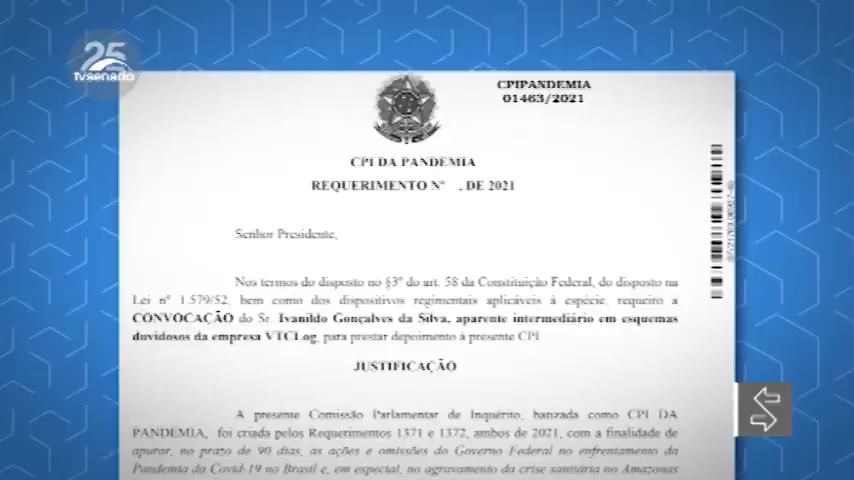 25
tvsenado
CPIPANDEMIA
01463/2021
CPI DA PANDEMIA
REQUERIMENTO Nº , DE 2021
Senhor Presidente,
Nos termos do disposto no §3º do art. 58 da Constituição Federal, do disposto na
Lei nº 1.579/52, bem como dos dispositivos regimentais aplicáveis à espécie, requeiro a
CONVOCAÇÃO do Sr. Ivanildo Gonçalves da Silva, aparente intermediário em esquemas
duvidosos da empresa VTCLog, para prestar depoimento à presente CPI.
JUSTIFICAÇÃO
A presente Comissão Parlamentar de Inquérito, batizada como CPI DA
PANDEMIA, foi criada pelos Requerimentos 1371 e 1372, ambos de 2021, com a finalidade de
apurar, no prazo de 90 dias, as ações e omissões do Governo Federal no enfrentamento da
Pandemia da Covid-19 no Brasil e, em especial, no agravamento da crise sanitária no Amazonas